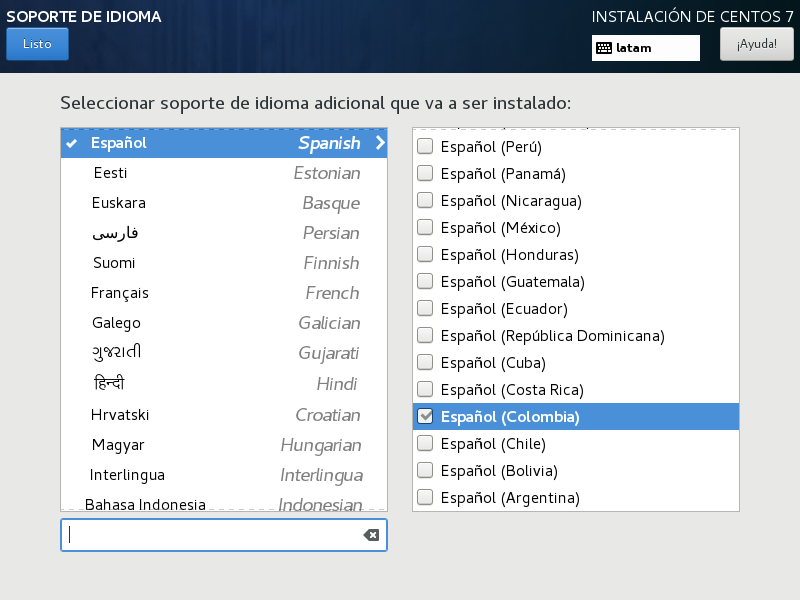 SOPORTE DE IDIOMA
INSTALACIÓN DE CENTOS 7
Listo
latam
¡Ayuda!
Seleccionar soporte de idioma adicional que va a ser instalado:
Español Spanish
Eesti Estonian
Euskara Basque
فارسی Persian
Suomi Finnish
Français French
Galego Galician
ગુજરાતી Gujarati
हिन्दी Hindi
Hrvatski Croatian
Magyar Hungarian
Interlingua Interlingua
Bahasa Indonesia Indonesian
Español (Perú)
Español (Panamá)
Español (Nicaragua)
Español (México)
Español (Honduras)
Español (Guatemala)
Español (Ecuador)
Español (República Dominicana)
Español (Cuba)
Español (Costa Rica)
Español (Colombia)
Español (Chile)
Español (Bolivia)
Español (Argentina)